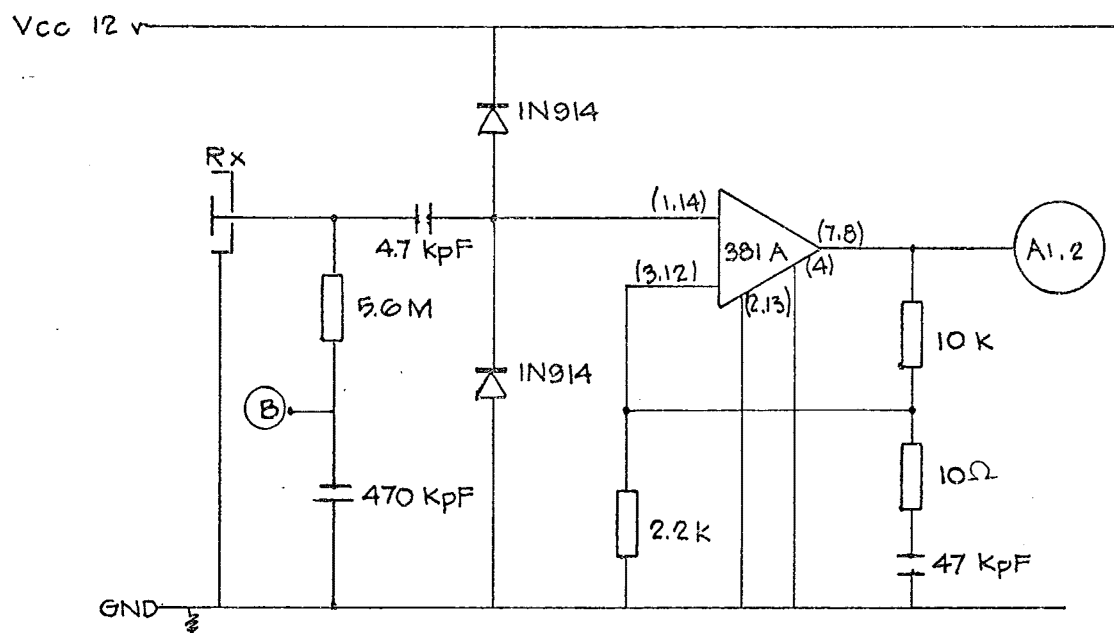 Vcc 12 v
IN914
Rx
(1,14)
4.7 KpF
381 A
(7,8)
(4)
A1,2
(3,12)
(2,13)
5.6 M
10 K
IN914
B
10Ω
470 KpF
2.2 K
47 KpF
GND